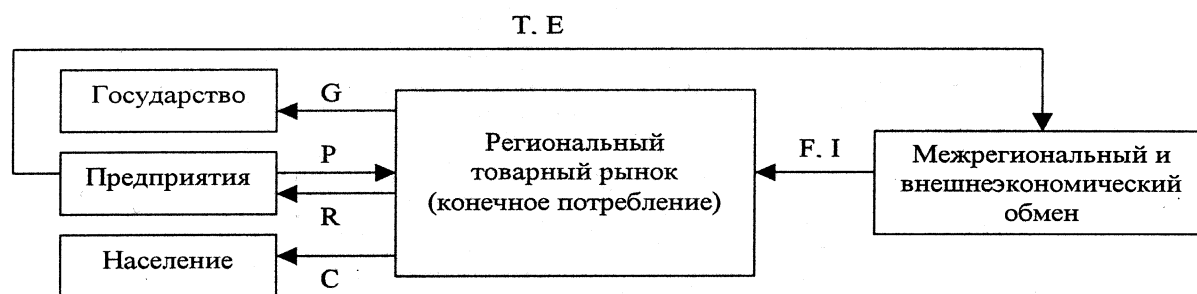 T. E
Государство
G
Предприятия
P
R
Население
C
Региональный
товарный рынок
(конечное потребление)
F. I
Межрегиональный и
внешнеэкономический
обмен